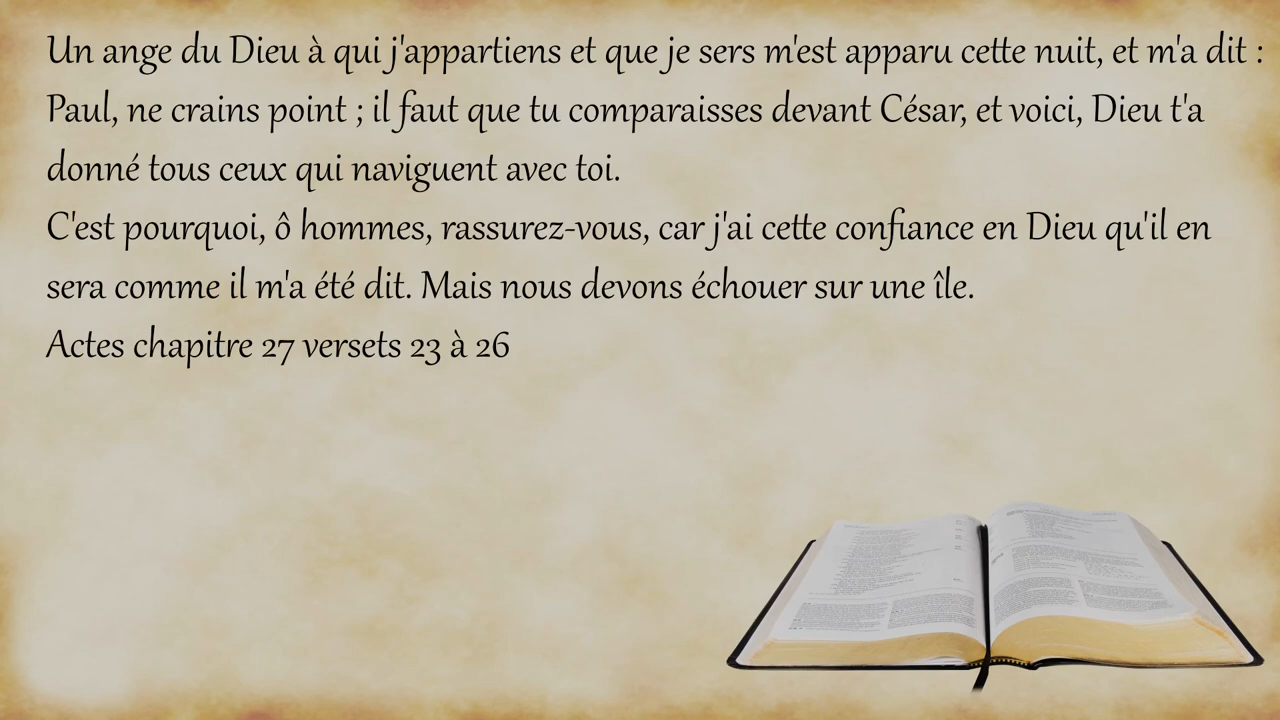 Un ange du Dieu à qui j'appartiens et que je sers m'est apparu cette nuit, et m'a dit :
Paul, ne crains point ; il faut que tu comparaisses devant César, et voici, Dieu t'a
donné tous ceux qui naviguent avec toi.
C'est pourquoi, ô hommes, rassurez-vous, car j'ai cette confiance en Dieu qu'il en
sera comme il m'a été dit. Mais nous devons échouer sur une île.
Actes chapitre 27 versets 23 à 26